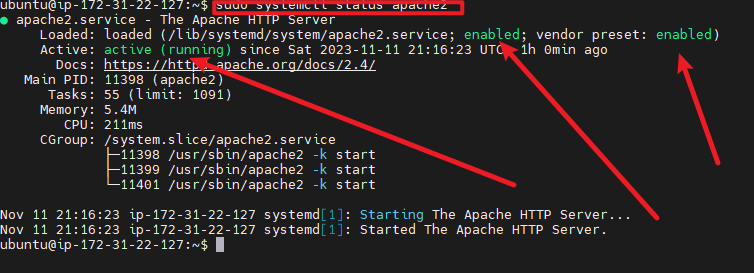 ubuntu@ip-172-31-22-127:~$ sudo systemctl status apache2
● apache2.service - The Apache HTTP Server
Loaded: loaded (/lib/systemd/system/apache2.service; enabled; vendor preset: enabled)
Active: active (running) since Sat 2023-11-11 21:16:23 UTC; 1h 0min ago
Docs: https://httpd.apache.org/docs/2.4/
Main PID: 11398 (apache2)
Tasks: 55 (limit: 1091)
Memory: 5.4M
CPU: 211ms
CGroup: /system.slice/apache2.service
├─11398 /usr/sbin/apache2 -k start
├─11399 /usr/sbin/apache2 -k start
└─11401 /usr/sbin/apache2 -k start
Nov 11 21:16:23 ip-172-31-22-127 systemd[1]: Starting The Apache HTTP Server...
Nov 11 21:16:23 ip-172-31-22-127 systemd[1]: Started The Apache HTTP Server.
ubuntu@ip-172-31-22-127:~$